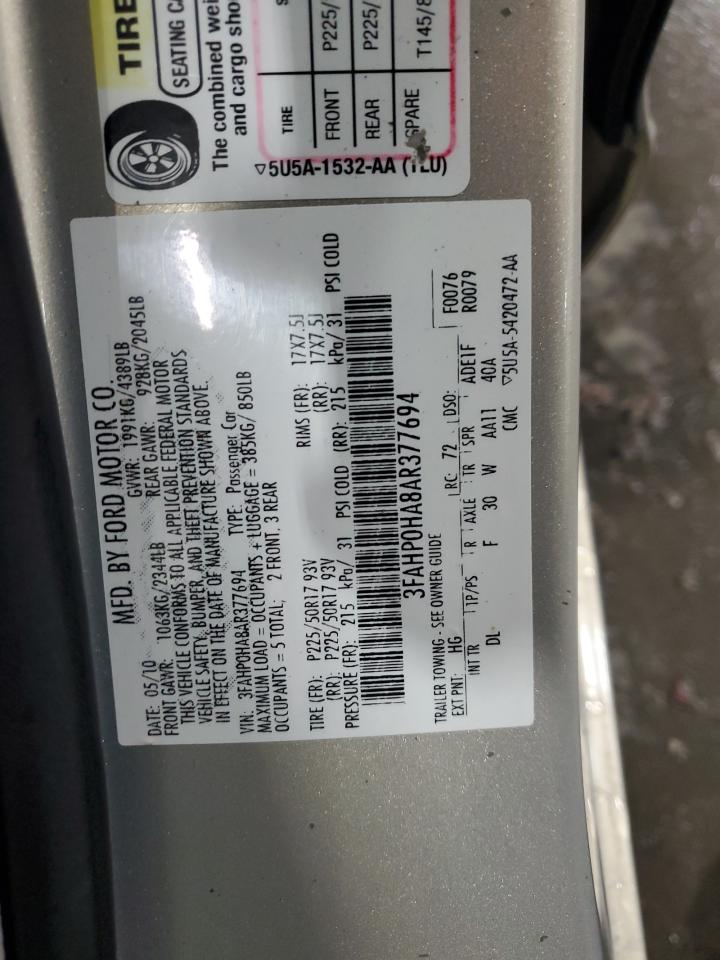 TIRE
SEATING CA
The combined wei
and cargo sho
TIRE S
FRONT P225/
REAR P225/
SPARE T145/8
▽5U5A-1532-AA (TLU)
MFD. BY FORD MOTOR CO.
DATE: 05/10 GVWR: 1991KG/4389LB
FRONT GAWR: 1063KG/2344LB REAR GAWR: 928KG/2045LB
THIS VEHICLE CONFORMS TO ALL APPLICABLE FEDERAL MOTOR
VEHICLE SAFETY, BUMPER, AND THEFT PREVENTION STANDARDS
IN EFFECT ON THE DATE OF MANUFACTURE SHOWN ABOVE.
VIN: 3FAHP0HA8AR377694 TYPE: Passenger Car
MAXIMUM LOAD = OCCUPANTS + LUGGAGE = 385KG/ 850LB
OCCUPANTS = 5 TOTAL: 2 FRONT, 3 REAR
TIRE (FR): P225/50R17 93V RIMS (FR): 17X7.5J
(RR): P225/50R17 93V (RR): 17X7.5J
PRESSURE (FR): 215 kPa/ 31 PSI COLD (RR): 215 kPa/ 31 PSI COLD
3FAHP0HA8AR377694
TRAILER TOWING - SEE OWNER GUIDE F0076
EXT PNT: HG RC: 72 DSO: R0079
INT TR TP/PS R AXLE TR SPR ADE1F
DL F 30 W AA11 40A
CMC ▽5U5A-5420472-AA